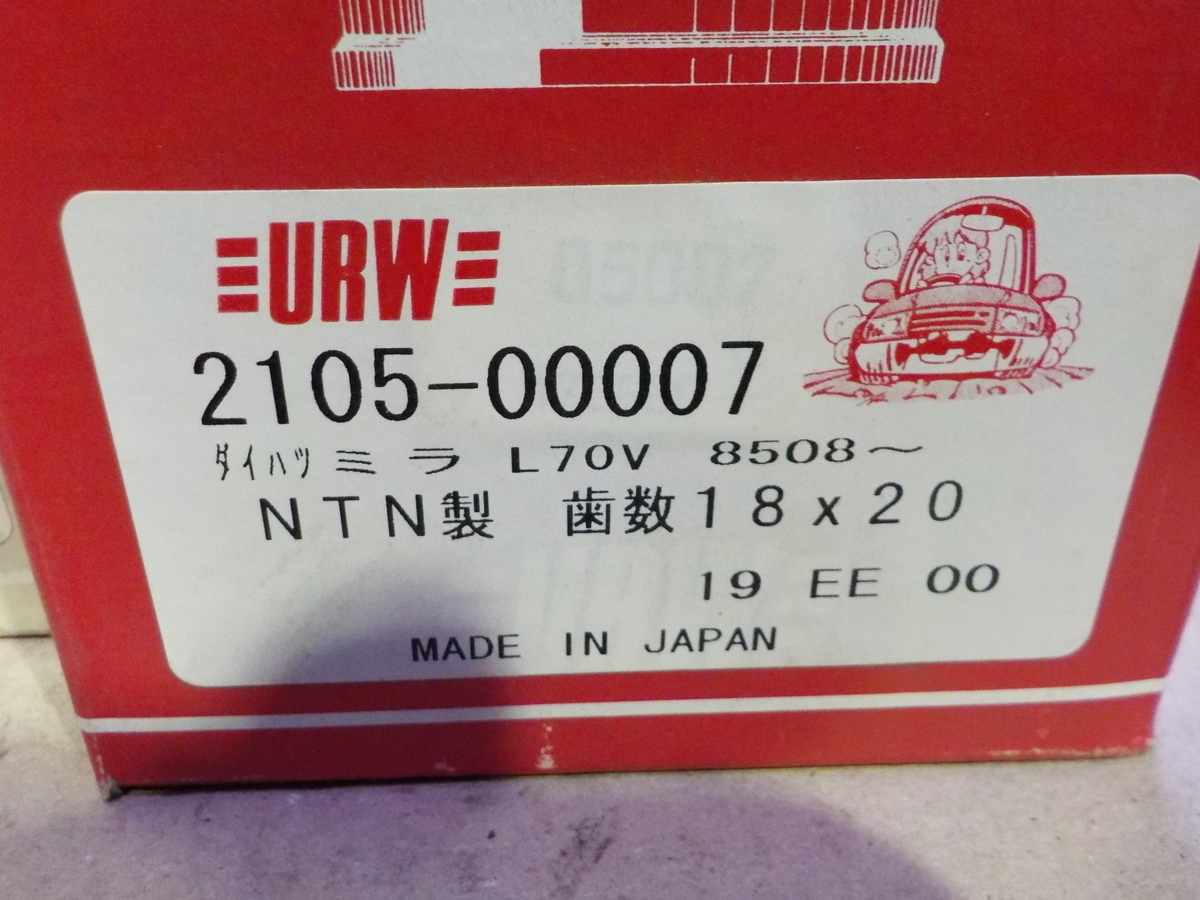 URW
2105-00007
ﾀﾞｲﾊﾂ ミラ L70V 8508～
NTN製 歯数18x20
19 EE 00
MADE IN JAPAN